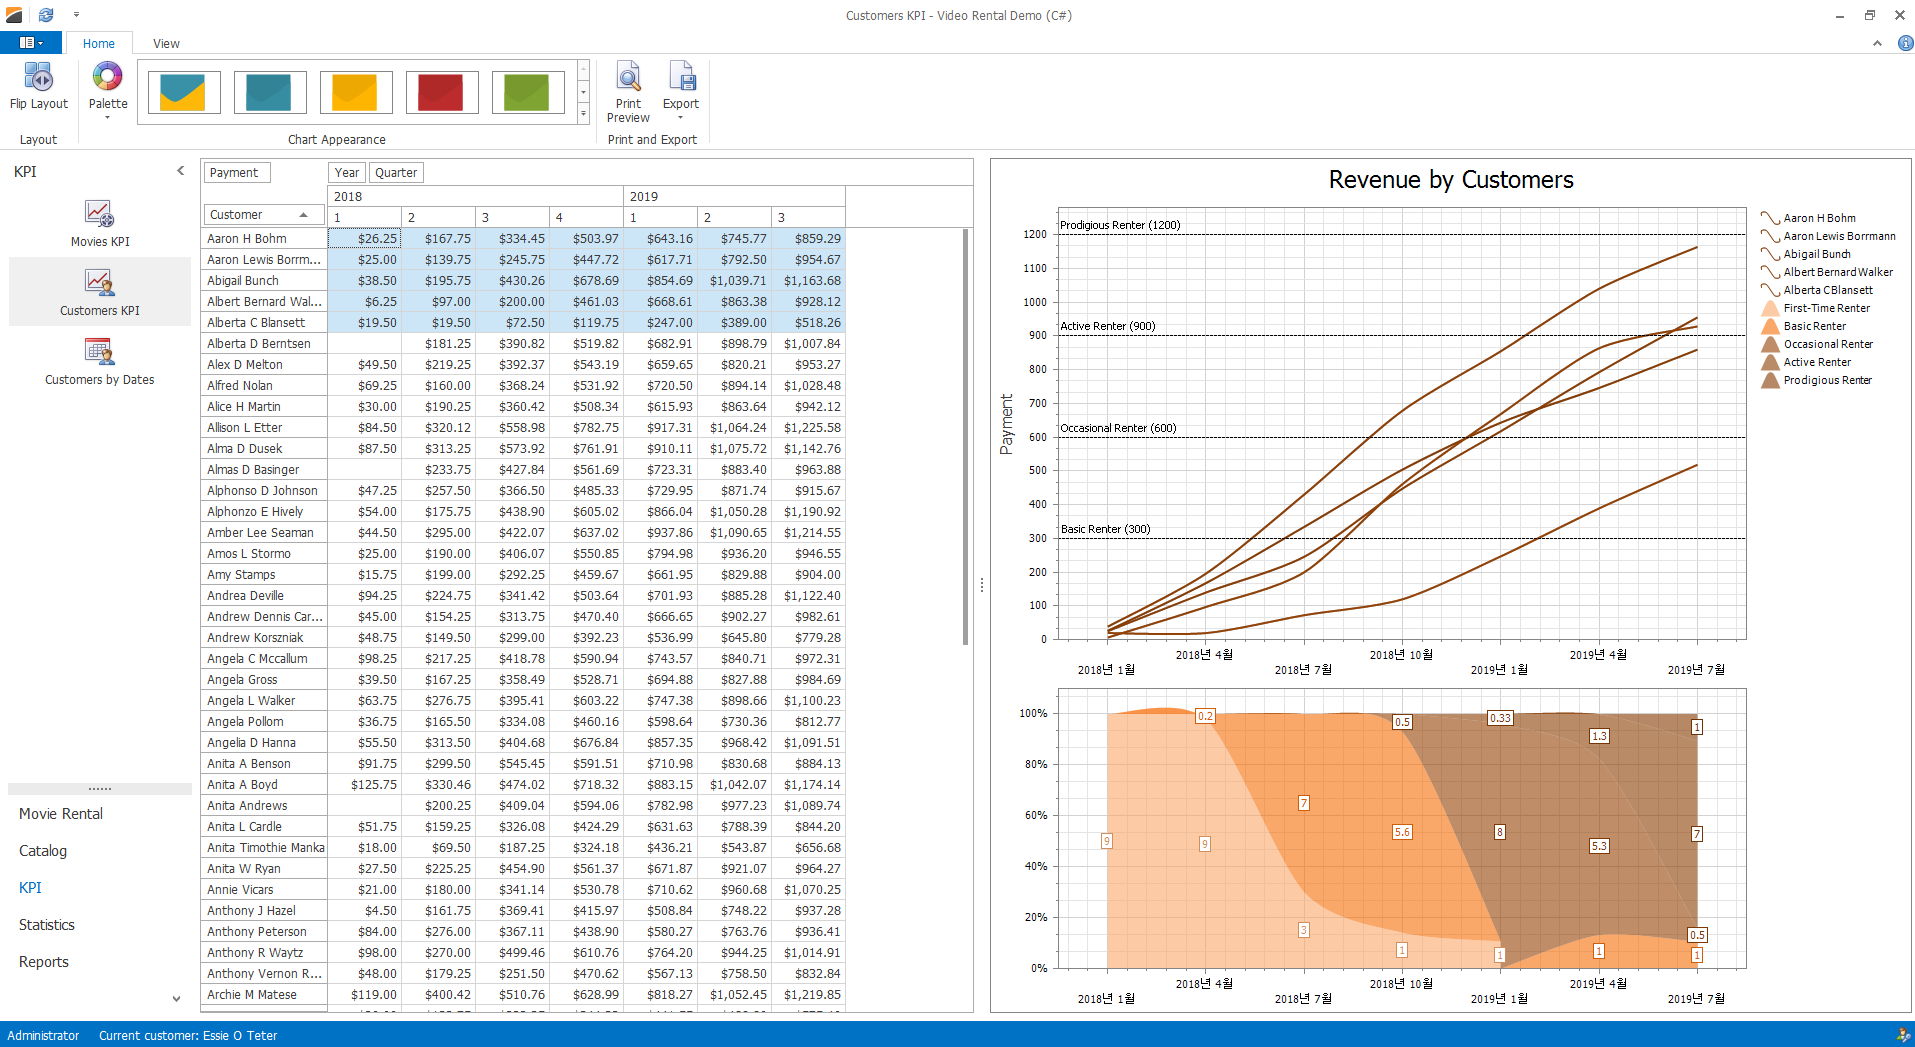 Customers KPI - Video Rental Demo (C#)
Home View
Flip Layout
Palette
Print Preview
Export
Layout
Chart Appearance
Print and Export
KPI
Movies KPI
Customers KPI
Customers by Dates
Movie Rental
Catalog
KPI
Statistics
Reports
Payment Year Quarter
2018 2019
Customer 1 2 3 4 1 2 3
Aaron H Bohm $26.25 $167.75 $334.45 $503.97 $643.16 $745.77 $859.29
Aaron Lewis Borrm... $25.00 $139.75 $245.75 $447.72 $617.71 $792.50 $954.67
Abigail Bunch $38.50 $195.75 $430.26 $678.69 $854.69 $1,039.71 $1,163.68
Albert Bernard Wal... $6.25 $97.00 $200.00 $461.03 $668.61 $863.38 $928.12
Alberta C Blansett $19.50 $19.50 $72.50 $119.75 $247.00 $389.00 $518.26
Alberta D Berntsen $181.25 $390.82 $519.82 $682.91 $898.79 $1,007.84
Alex D Melton $49.50 $219.25 $392.37 $543.19 $659.65 $820.21 $953.27
Alfred Nolan $69.25 $160.00 $368.24 $531.92 $720.50 $894.14 $1,028.48
Alice H Martin $30.00 $190.25 $360.42 $508.34 $615.93 $863.64 $942.12
Allison L Etter $84.50 $320.12 $558.98 $782.75 $917.31 $1,064.24 $1,225.58
Alma D Dusek $87.50 $313.25 $573.92 $761.91 $910.11 $1,075.72 $1,142.76
Almas D Basinger $233.75 $427.84 $561.69 $723.31 $883.40 $963.88
Alphonso D Johnson $47.25 $257.50 $366.50 $485.33 $729.95 $871.74 $915.67
Alphonzo E Hively $54.00 $175.75 $438.90 $605.02 $866.04 $1,050.28 $1,190.92
Amber Lee Seaman $44.50 $295.00 $422.07 $637.02 $937.86 $1,090.65 $1,214.55
Amos L Stormo $25.00 $190.00 $406.07 $550.85 $794.98 $936.20 $946.55
Amy Stamps $15.75 $199.00 $292.25 $459.67 $661.95 $829.88 $904.00
Andrea Deville $94.25 $224.75 $341.42 $503.64 $701.93 $885.28 $1,122.40
Andrew Dennis Car... $45.00 $154.25 $313.75 $470.40 $666.65 $902.27 $982.61
Andrew Korszniak $48.75 $149.50 $299.00 $392.23 $536.99 $645.80 $779.28
Angela C Mccallum $98.25 $217.25 $418.78 $590.94 $743.57 $840.71 $972.31
Angela Gross $39.50 $167.25 $358.49 $528.71 $694.88 $827.88 $984.69
Angela L Walker $63.75 $276.75 $395.41 $603.22 $747.38 $898.66 $1,100.23
Angela Pollom $36.75 $165.50 $334.08 $460.16 $598.64 $730.36 $812.77
Angelia D Hanna $55.50 $313.50 $404.68 $676.84 $857.35 $968.42 $1,091.51
Anita A Benson $91.75 $299.50 $545.45 $591.51 $710.98 $830.68 $884.13
Anita A Boyd $125.75 $330.46 $474.02 $718.32 $883.15 $1,042.07 $1,174.14
Anita Andrews $200.25 $409.04 $594.06 $782.98 $977.23 $1,089.74
Anita L Cardle $51.75 $159.25 $326.08 $424.29 $631.63 $788.39 $844.20
Anita Timothie Manka $18.00 $69.50 $187.25 $324.18 $436.21 $543.87 $656.68
Anita W Ryan $27.50 $225.25 $454.90 $561.37 $671.87 $921.07 $964.27
Annie Vicars $21.00 $180.00 $341.14 $530.78 $710.62 $960.68 $1,070.25
Anthony J Hazel $4.50 $161.75 $369.41 $415.97 $508.84 $748.22 $937.28
Anthony Peterson $84.00 $276.00 $367.11 $438.90 $580.27 $763.76 $936.41
Anthony R Waytz $98.00 $270.00 $499.46 $610.76 $764.20 $944.25 $1,014.91
Anthony Vernon R... $48.00 $179.25 $251.50 $470.62 $567.13 $758.50 $832.84
Archie M Matese $119.00 $400.42 $510.76 $628.99 $818.27 $1,052.45 $1,219.85
Revenue by Customers
Payment
Prodigious Renter (1200)
1200
1100
1000
Active Renter (900)
900
800
700
Occasional Renter (600)
600
500
400
Basic Renter (300)
300
200
100
0
2018년 1월 2018년 4월 2018년 7월 2018년 10월 2019년 1월 2019년 4월 2019년 7월
Aaron H Bohm
Aaron Lewis Borrmann
Abigail Bunch
Albert Bernard Walker
Alberta C Blansett
First-Time Renter
Basic Renter
Occasional Renter
Active Renter
Prodigious Renter
100%
80%
60%
40%
20%
0%
0.2 0.5 0.33 1.3 1
7
9 9 5.6 8 5.3 7
3 1 1 1 0.5
1
2018년 1월 2018년 4월 2018년 7월 2018년 10월 2019년 1월 2019년 4월 2019년 7월
Administrator Current customer: Essie O Teter